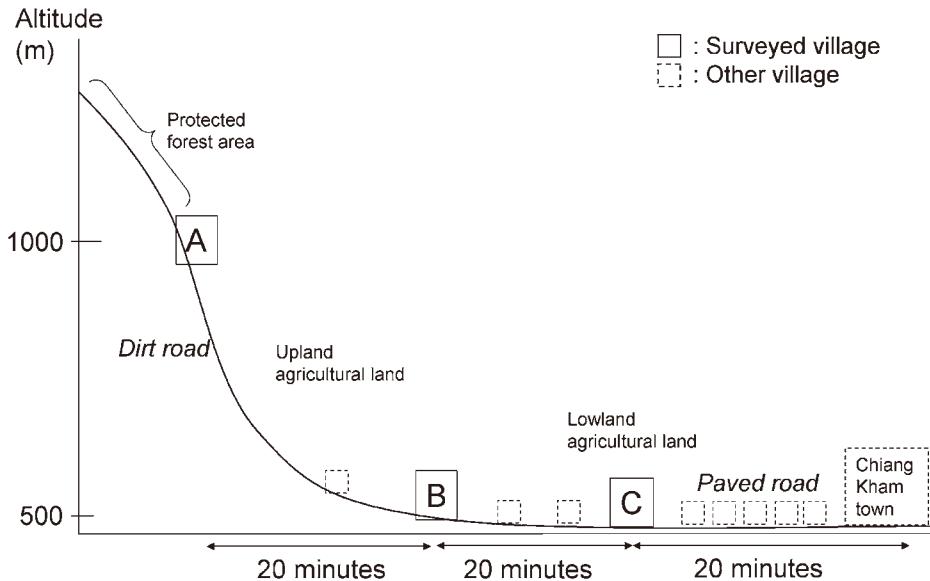 Altitude
(m)
: Surveyed village
: Other village
Protected
forest area
A
1000
Dirt road
Upland
agricultural land
Lowland
agricultural land
Paved road
Chiang
Kham
town
B
C
500
20 minutes
20 minutes
20 minutes